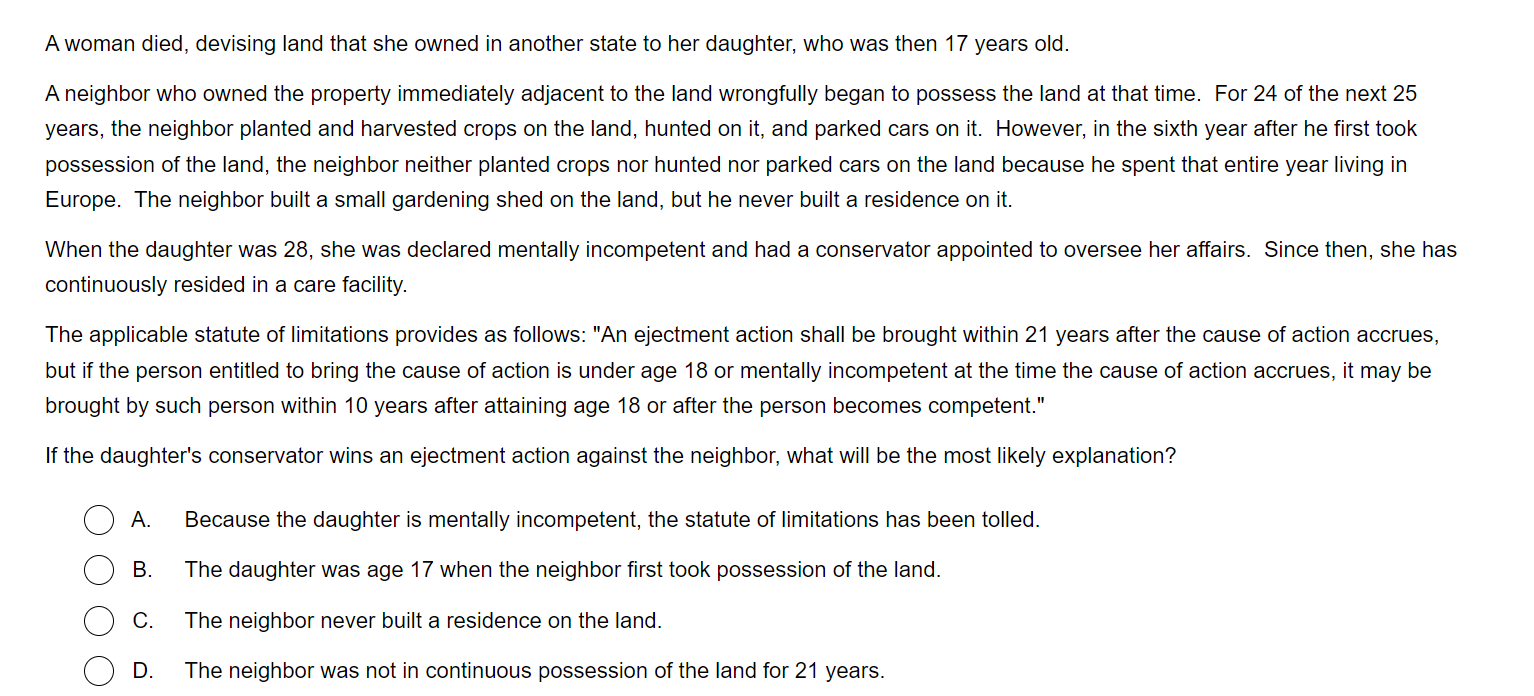 A woman died, devising land that she owned in another state to her daughter, who was then 17 years old.
A neighbor who owned the property immediately adjacent to the land wrongfully began to possess the land at that time.  For 24 of the next 25
years, the neighbor planted and harvested crops on the land, hunted on it, and parked cars on it.  However, in the sixth year after he first took
possession of the land, the neighbor neither planted crops nor hunted nor parked cars on the land because he spent that entire year living in
Europe.  The neighbor built a small gardening shed on the land, but he never built a residence on it.
When the daughter was 28, she was declared mentally incompetent and had a conservator appointed to oversee her affairs.  Since then, she has
continuously resided in a care facility.
The applicable statute of limitations provides as follows: "An ejectment action shall be brought within 21 years after the cause of action accrues,
but if the person entitled to bring the cause of action is under age 18 or mentally incompetent at the time the cause of action accrues, it may be
brought by such person within 10 years after attaining age 18 or after the person becomes competent."
If the daughter's conservator wins an ejectment action against the neighbor, what will be the most likely explanation?
A. Because the daughter is mentally incompetent, the statute of limitations has been tolled.
B. The daughter was age 17 when the neighbor first took possession of the land.
C. The neighbor never built a residence on the land.
D. The neighbor was not in continuous possession of the land for 21 years.